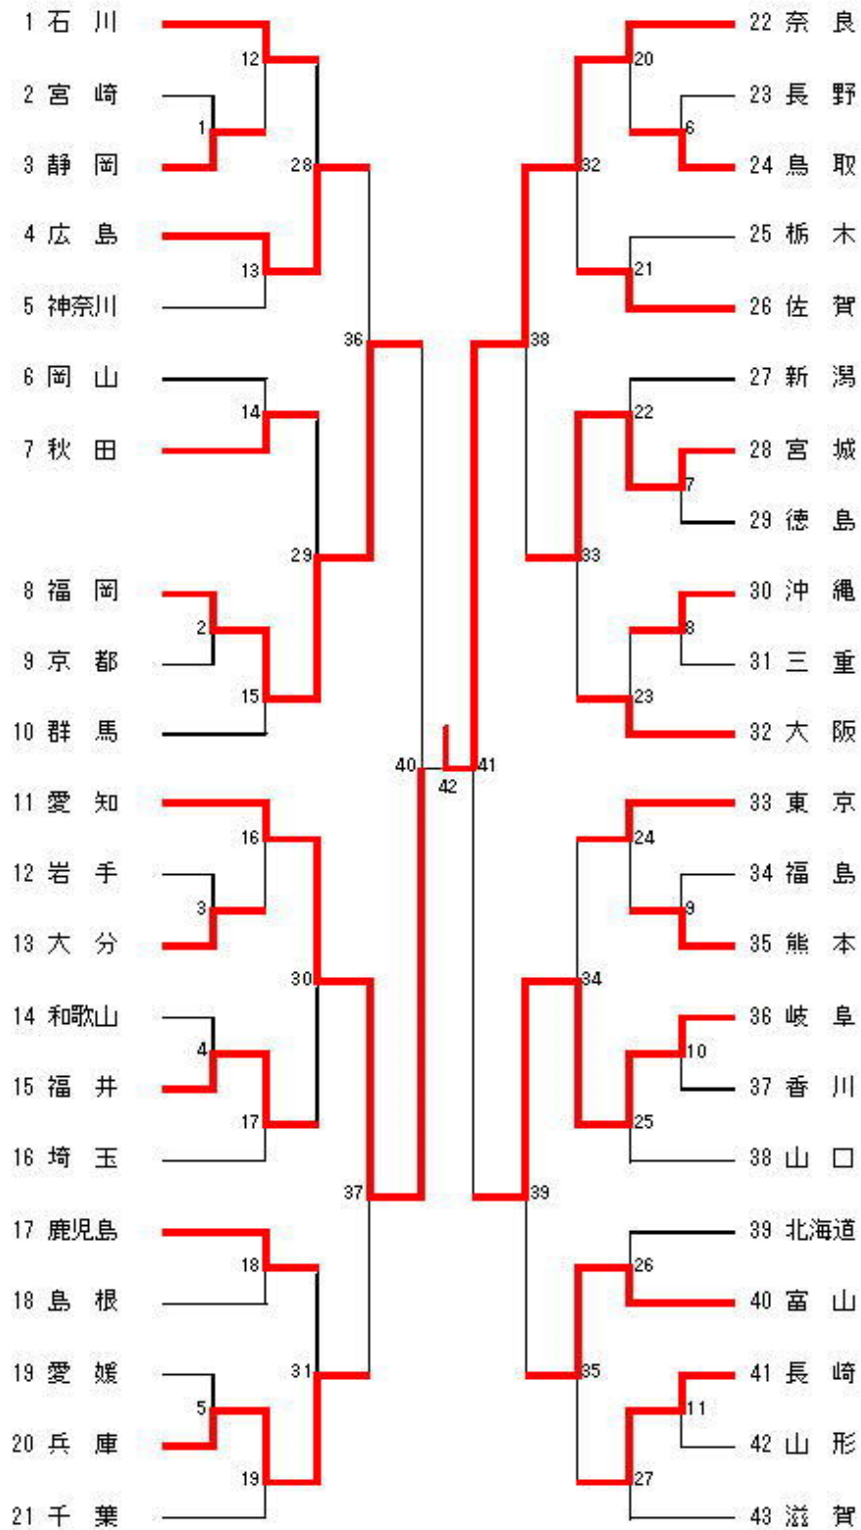 1 石 川
2 宮 崎
3 静 岡
4 広 島
5 神奈川
6 岡 山
7 秋 田
8 福 岡
9 京 都
10 群 馬
11 愛 知
12 岩 手
13 大 分
14 和歌山
15 福 井
16 埼 玉
17 鹿児島
18 島 根
19 愛 媛
20 兵 庫
21 千 葉
12
1
28
13
36
14
29
2
15
40
42
41
16
3
30
4
17
37
18
31
5
19
20
6
32
21
38
22
7
33
8
23
24
9
34
10
25
39
26
35
11
27
22 奈 良
23 長 野
24 鳥 取
25 栃 木
26 佐 賀
27 新 潟
28 宮 城
29 徳 島
30 沖 縄
31 三 重
32 大 阪
33 東 京
34 福 島
35 熊 本
36 岐 阜
37 香 川
38 山 口
39 北海道
40 富 山
41 長 崎
42 山 形
43 滋 賀